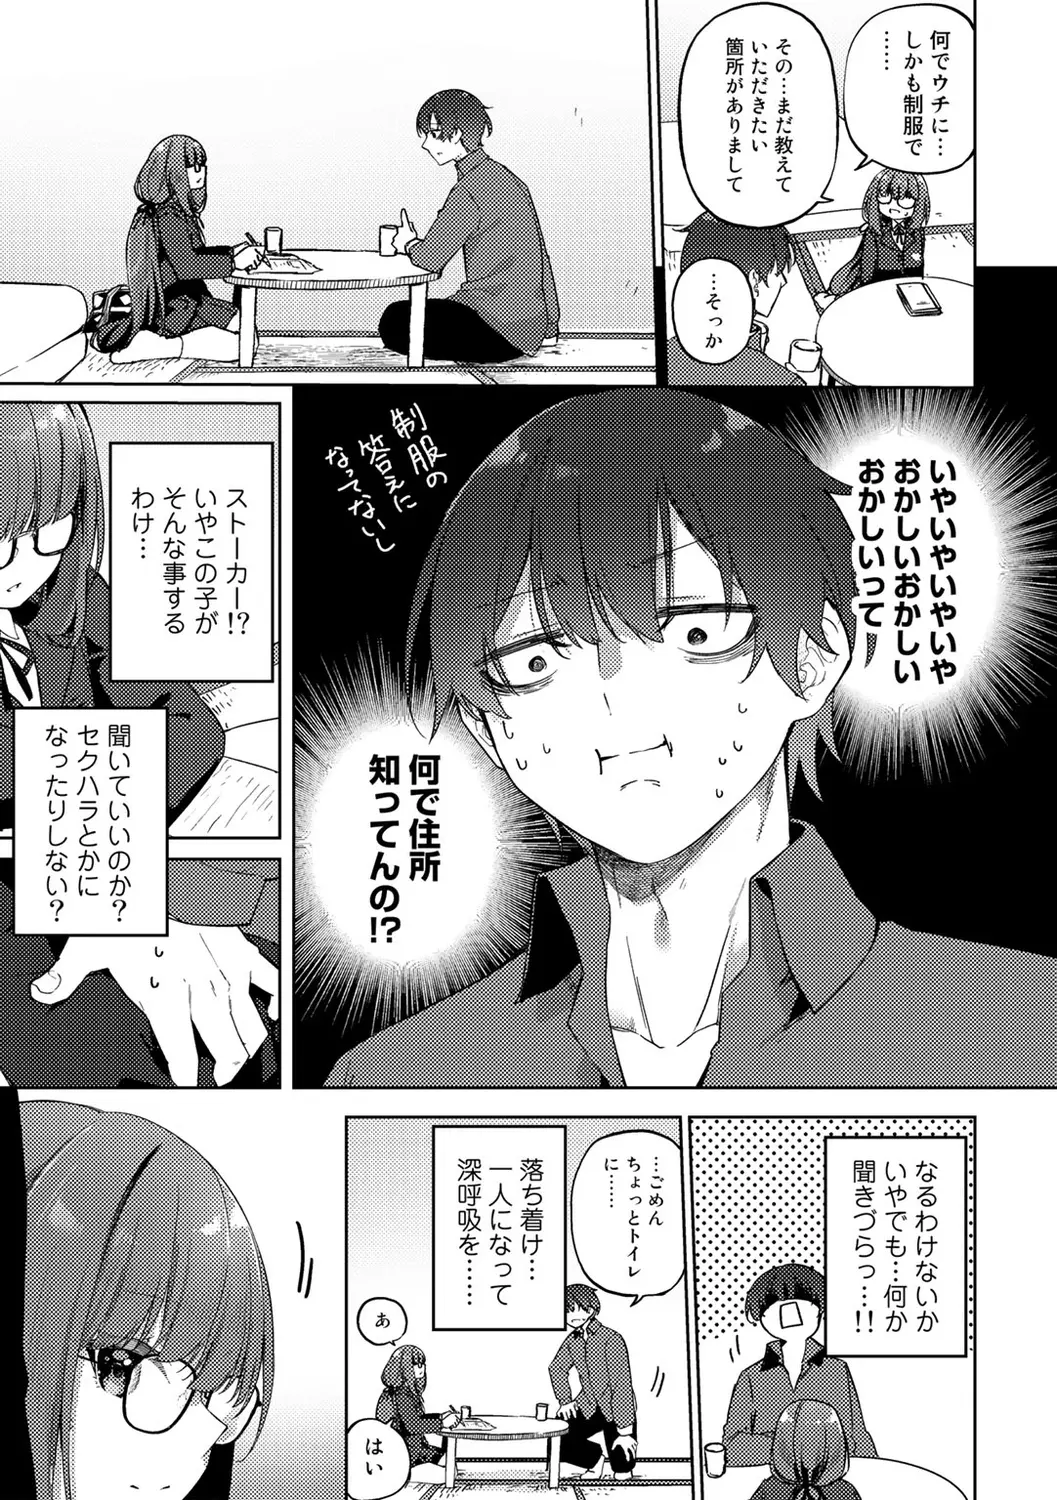 何でウチに…
しかも制服で
……
その…まだ教えて
いただきたい
箇所がありまして
…そっか
いやいやいやいや
おかしいおかしい
おかしいって
制服の
答えに
なってないし
何で住所
知ってんの!?
ストーカー!?
いやこの子が
そんな事する
わけ…
聞いていいのか?
セクハラとかに
なったりしない?
なるわけないか
いやでも…何か
聞きづらっ…!!
…ごめん
ちょっとトイレ
に……
落ち着け…
一人になって
深呼吸を……
あ
はい